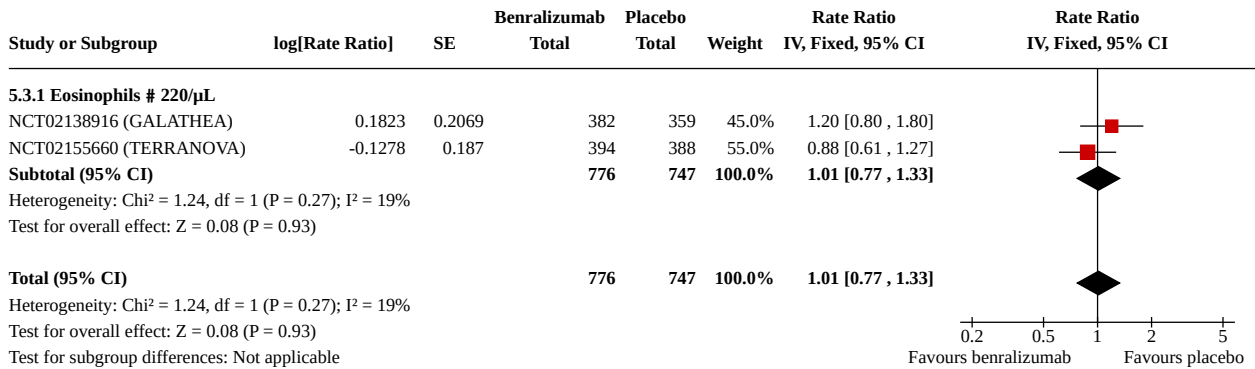 Benralizumab Placebo Rate Ratio Rate Ratio
Study or Subgroup log[Rate Ratio] SE Total Total Weight IV, Fixed, 95% CI IV, Fixed, 95% CI
5.3.1 Eosinophils # 220/µL
NCT02138916 (GALATHEA) 0.1823 0.2069 382 359 45.0% 1.20 [0.80 , 1.80]
NCT02155660 (TERRANOVA) -0.1278 0.187 394 388 55.0% 0.88 [0.61 , 1.27]
Subtotal (95% CI) 776 747 100.0% 1.01 [0.77 , 1.33]
Heterogeneity: Chi² = 1.24, df = 1 (P = 0.27); I² = 19%
Test for overall effect: Z = 0.08 (P = 0.93)
Total (95% CI) 776 747 100.0% 1.01 [0.77 , 1.33]
Heterogeneity: Chi² = 1.24, df = 1 (P = 0.27); I² = 19%
Test for overall effect: Z = 0.08 (P = 0.93) 0.2 0.5 1 2 5
Test for subgroup differences: Not applicable Favours benralizumab Favours placebo